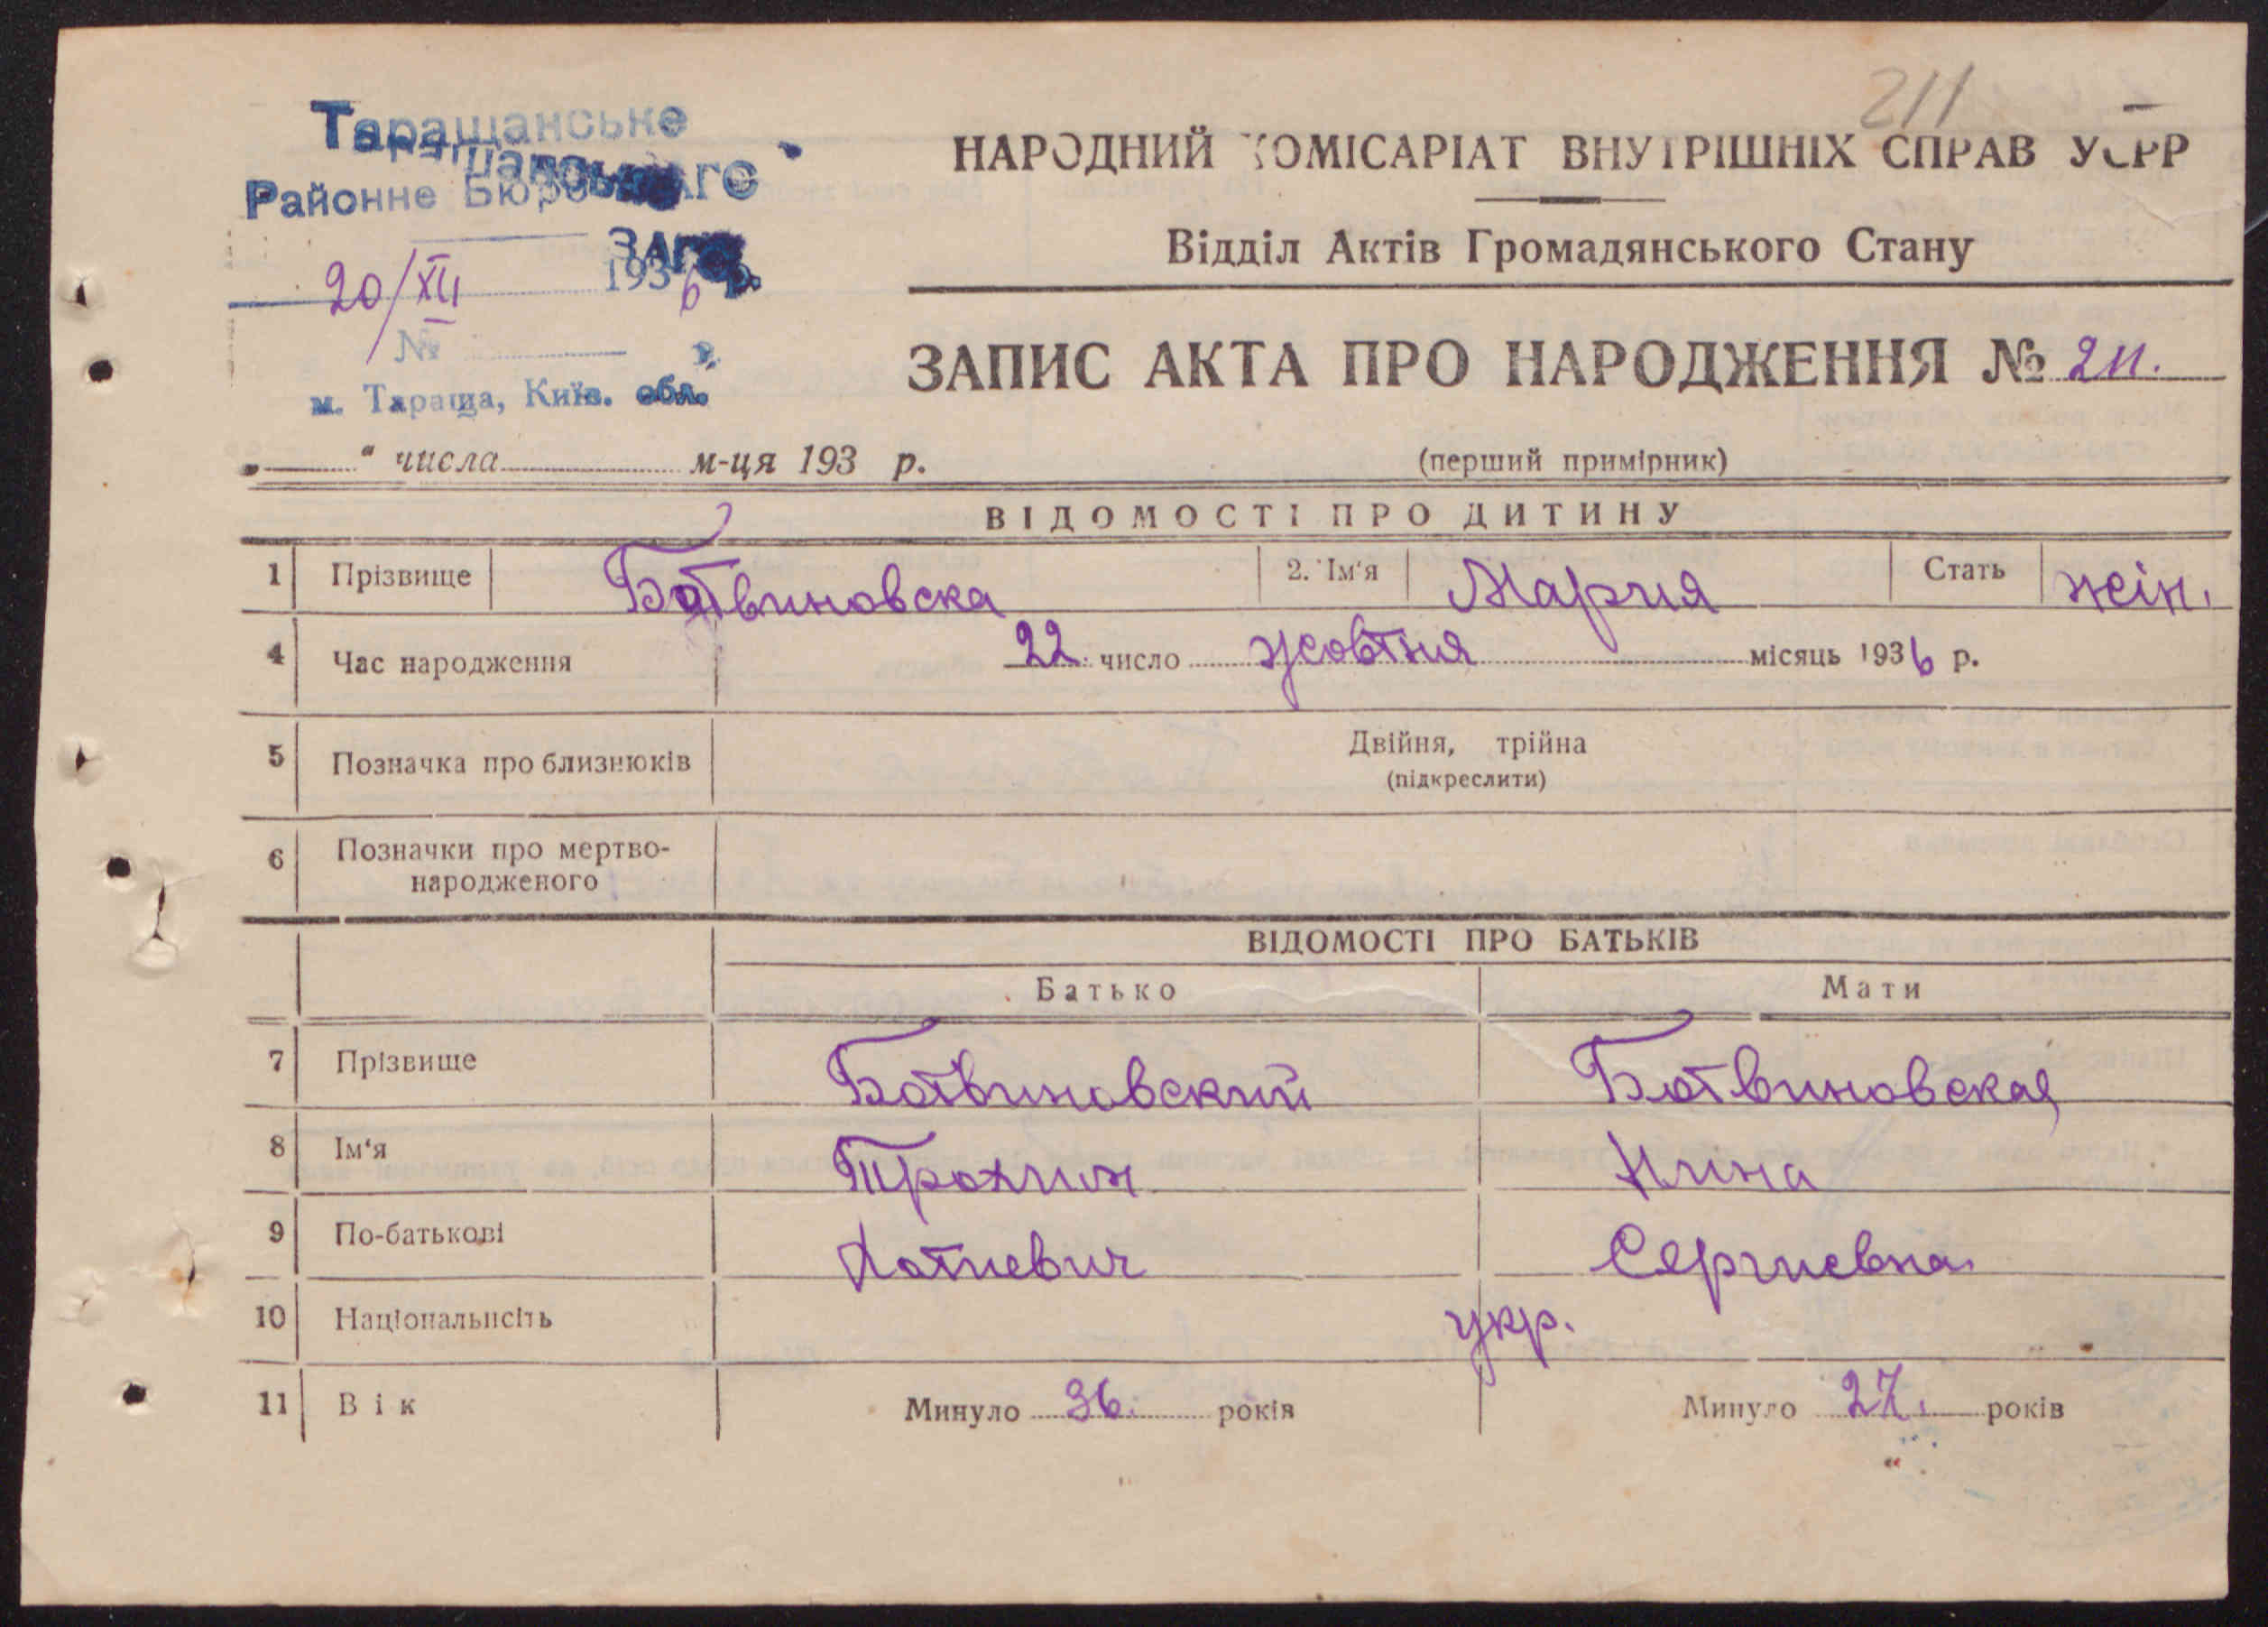 211
Таращанське
Районне Бюро ЗАГС
ЗАГС
20/XII 1936 р.
№
м. Тараща, Київ. обл.
НАРОДНИЙ КОМІСАРІАТ ВНУТРІШНІХ СПРАВ УСРР
Відділ Актів Громадянського Стану
ЗАПИС АКТА ПРО НАРОДЖЕННЯ № 211.
„ “ числа м-ця 193 р.
(перший примірник)
ВІДОМОСТІ ПРО ДИТИНУ
1 Прізвище Ботвиновска 2. Ім'я Мария Стать жін.
4 Час народження 22 число жовтня місяць 1936 р.
5 Позначка про близнюків Двійня, трійна
(підкреслити)
6 Позначки про мертво-
народженого
ВІДОМОСТІ ПРО БАТЬКІВ
Батько Мати
7 Прізвище Ботвиновский Ботвиновская
8 Ім‘я Трохим Нина
9 По-батькові Сергиевна
10 Національнсіть укр.
11 Вік Минуло 36. років Минуло 27. років